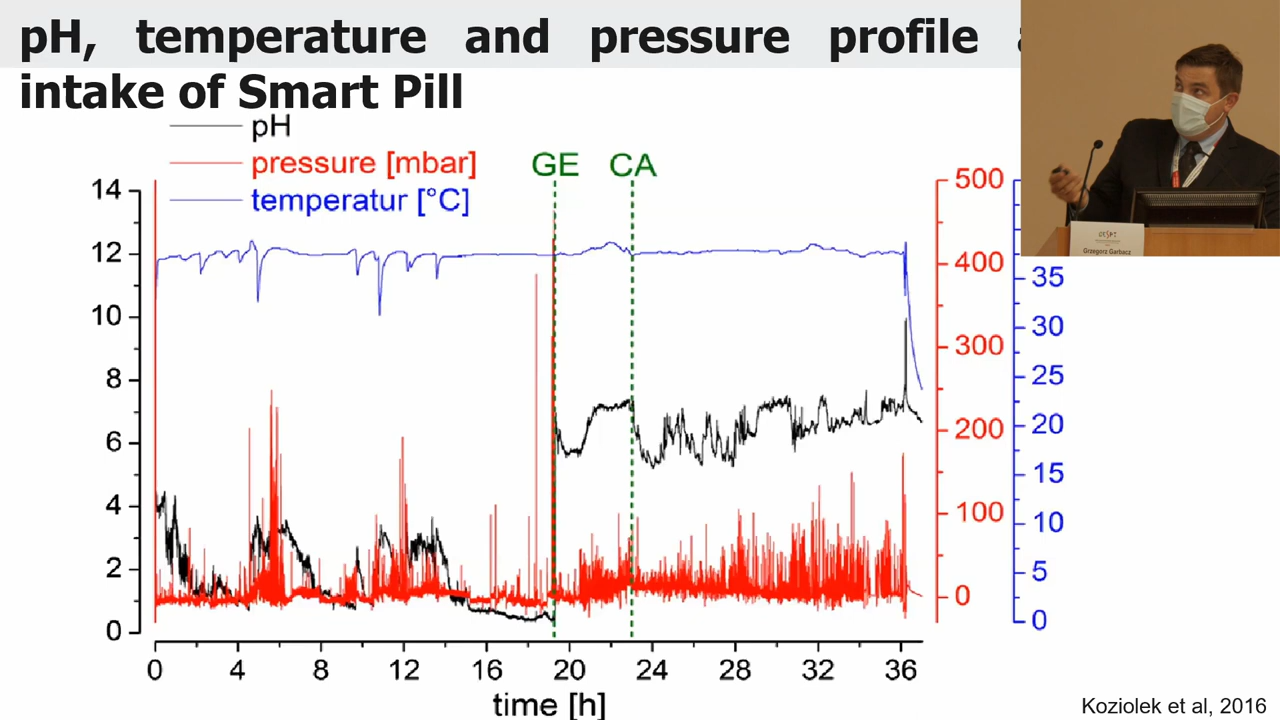 pH, temperature and pressure profile
intake of Smart Pill
pH
pressure [mbar]
temperatur [°C]
GE CA
14
12
10
8
6
4
2
0
500
400
300
200
100
0
35
30
25
20
15
10
5
0
0 4 8 12 16 20 24 28 32 36
time [h]
Koziolek et al, 2016
Grzegorz Garbacz